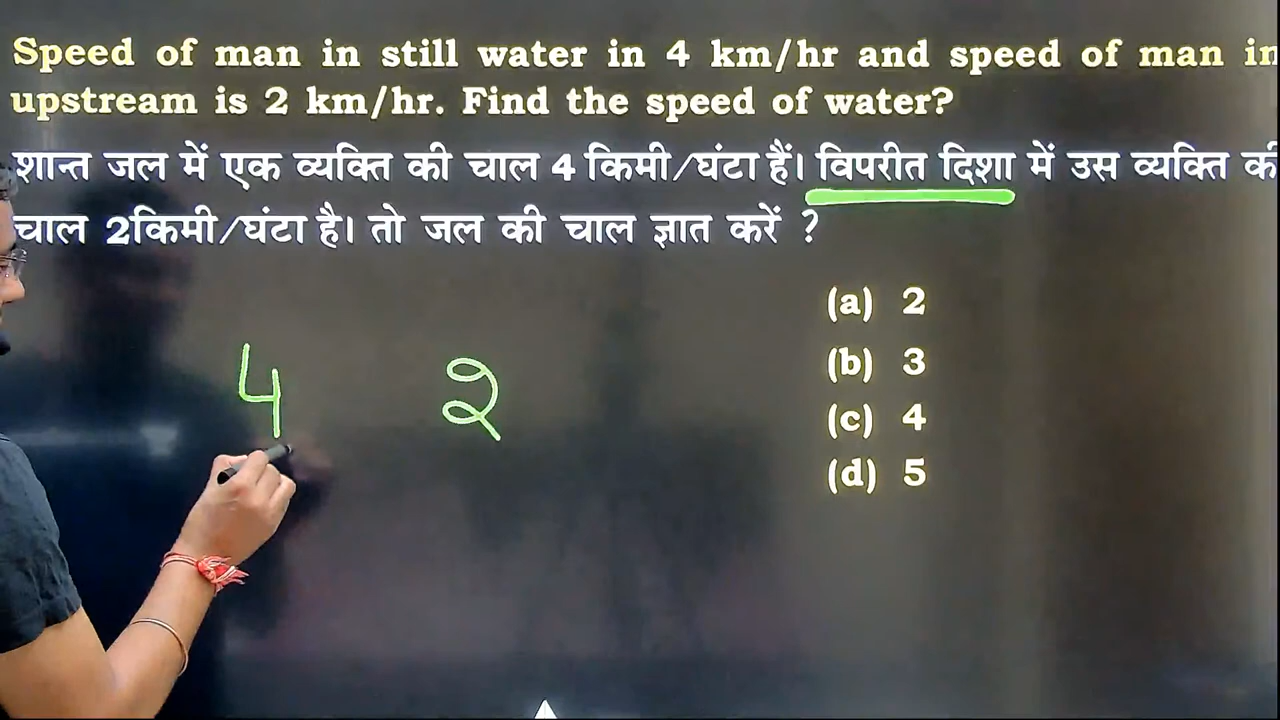 Speed of man in still water in 4 km/hr and speed of man in
upstream is 2 km/hr. Find the speed of water?
शान्त जल में एक व्यक्ति की चाल 4 किमी/घंटा हैं। विपरीत दिशा में उस व्यक्ति की
चाल 2किमी/घंटा है। तो जल की चाल ज्ञात करें ?
(a) 2
(b) 3
(c) 4
(d) 5
4 2